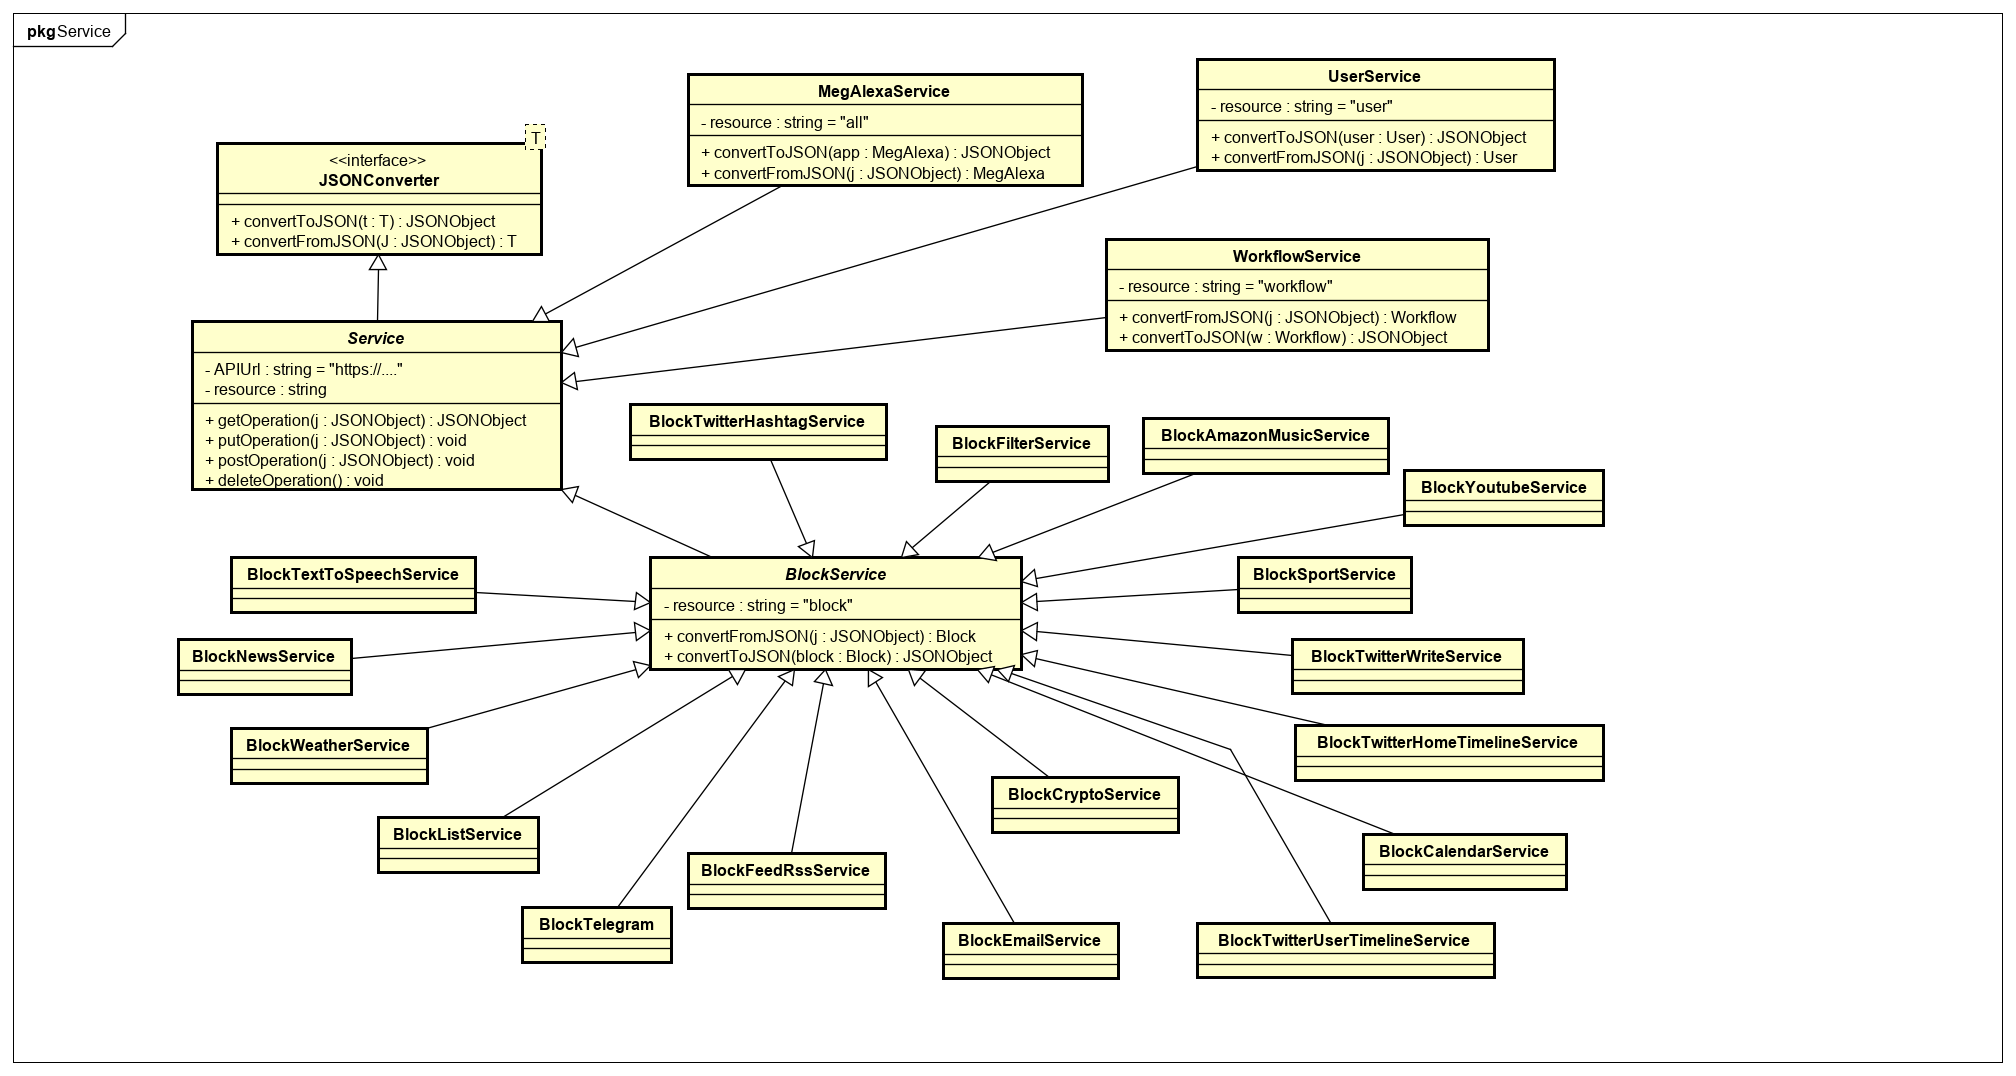 pkg Service
T
<<interface>>
JSONConverter
+ convertToJSON(t : T) : JSONObject
+ convertFromJSON(J : JSONObject) : T
MegAlexaService
- resource : string = "all"
+ convertToJSON(app : MegAlexa) : JSONObject
+ convertFromJSON(j : JSONObject) : MegAlexa
UserService
- resource : string = "user"
+ convertToJSON(user : User) : JSONObject
+ convertFromJSON(j : JSONObject) : User
WorkflowService
- resource : string = "workflow"
+ convertFromJSON(j : JSONObject) : Workflow
+ convertToJSON(w : Workflow) : JSONObject
Service
- APIUrl : string = "https://...."
- resource : string
+ getOperation(j : JSONObject) : JSONObject
+ putOperation(j : JSONObject) : void
+ postOperation(j : JSONObject) : void
+ deleteOperation() : void
BlockTwitterHashtagService
BlockFilterService
BlockAmazonMusicService
BlockYoutubeService
BlockTextToSpeechService
BlockService
- resource : string = "block"
+ convertFromJSON(j : JSONObject) : Block
+ convertToJSON(block : Block) : JSONObject
BlockSportService
BlockNewsService
BlockTwitterWriteService
BlockWeatherService
BlockTwitterHomeTimelineService
BlockCryptoService
BlockListService
BlockCalendarService
BlockFeedRssService
BlockTelegram
BlockEmailService
BlockTwitterUserTimelineService